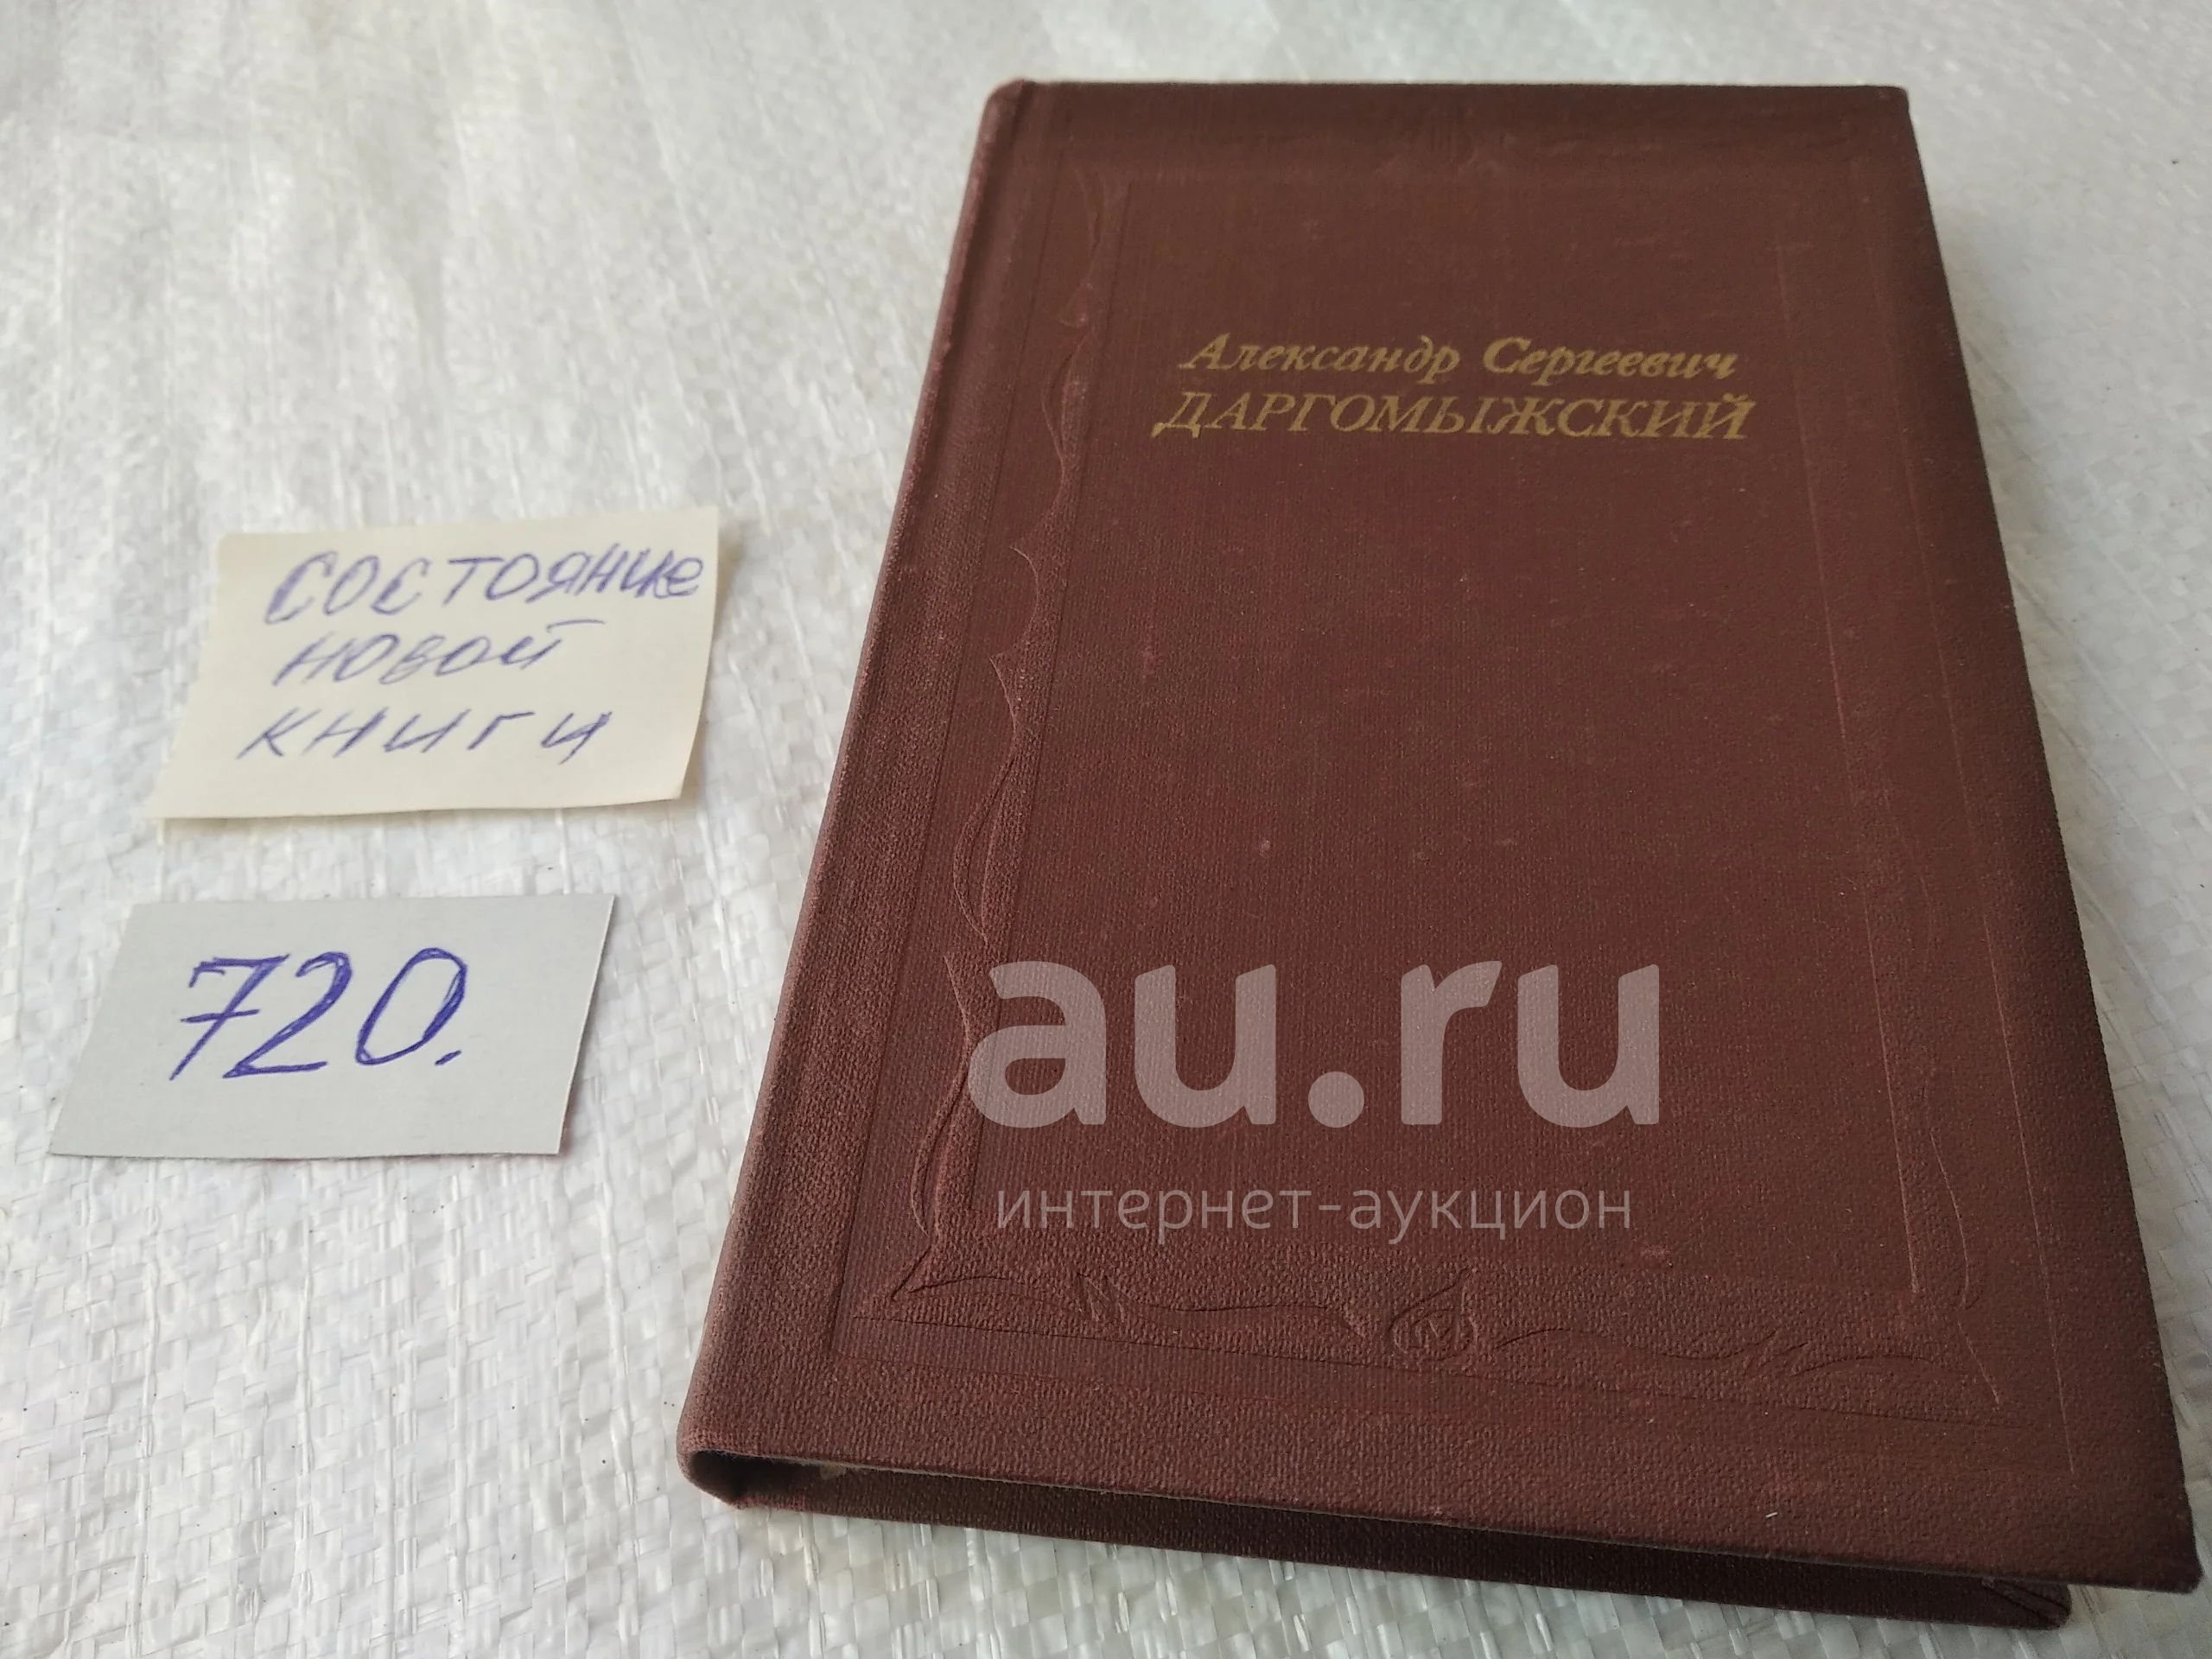 Александр Сергеевич
ДАРГОМЫЖСКИЙ
состояние
новой
книги
720.
au.ru
интернет-аукцион